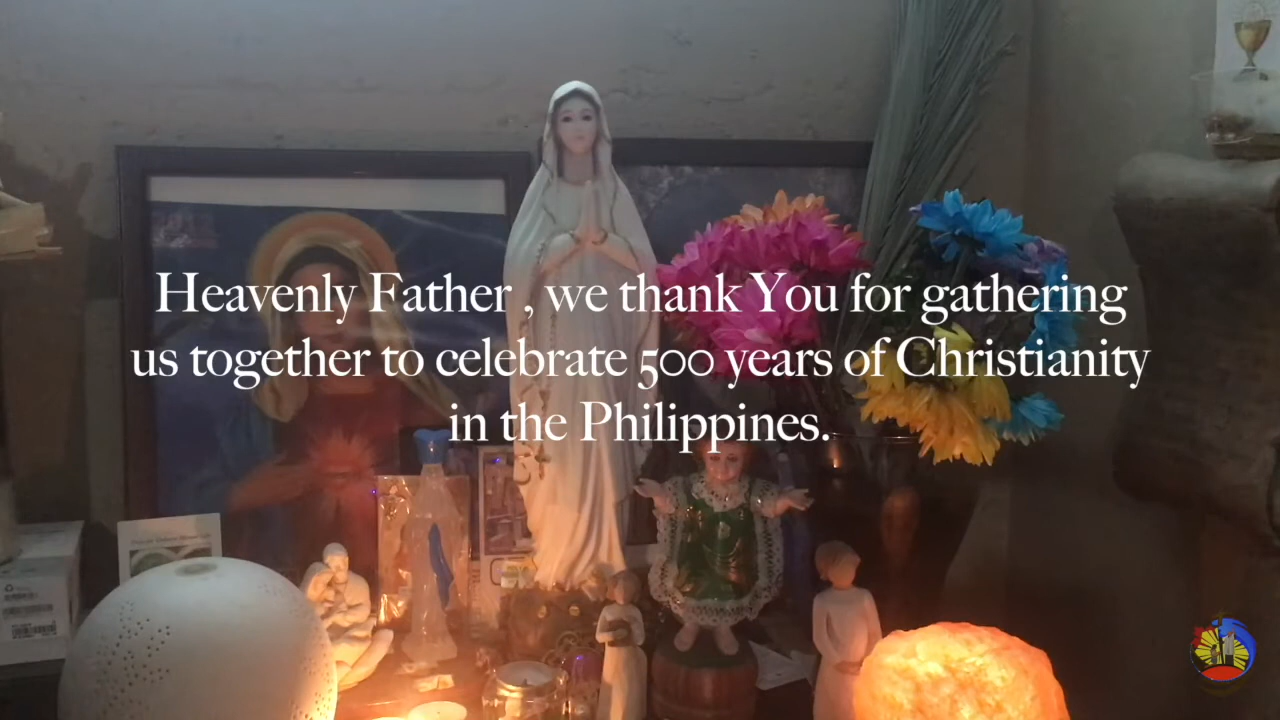 Heavenly Father , we thank You for gathering
us together to celebrate 500 years of Christianity
in the Philippines.